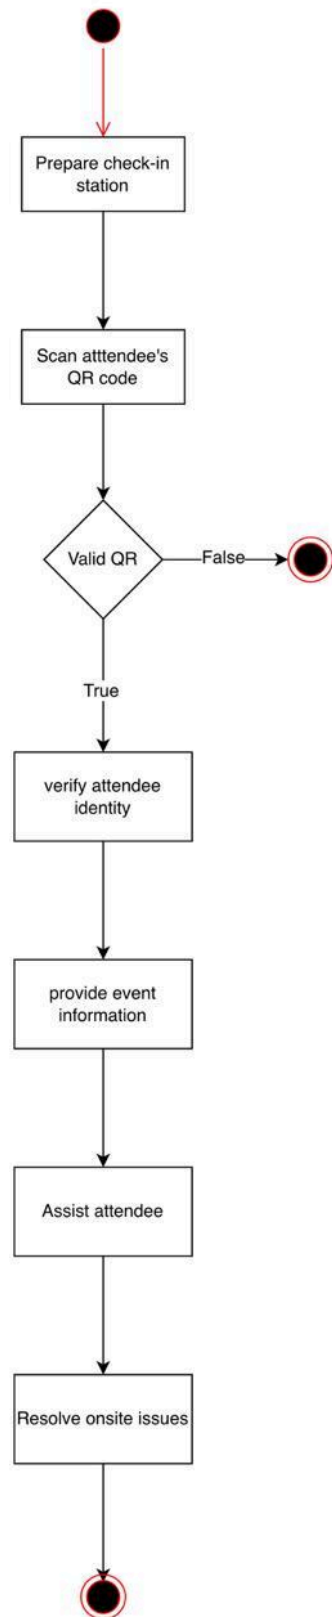 Prepare check-in
station
Scan atttendee's
QR code
Valid QR
False
True
verify attendee
identity
provide event
information
Assist attendee
Resolve onsite issues